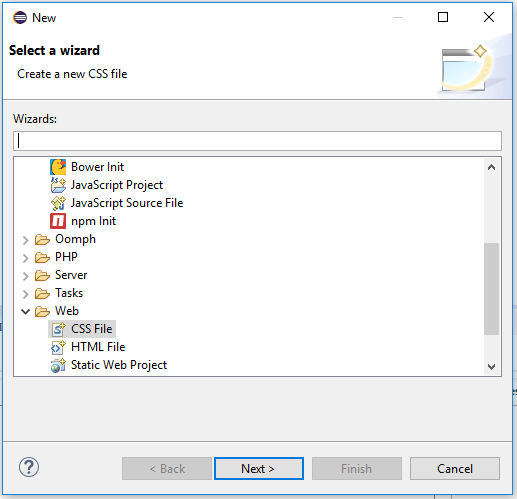 New
Select a wizard
Create a new CSS file
Wizards:
Bower Init
JavaScript Project
JavaScript Source File
npm Init
Oomph
PHP
Server
Tasks
Web
CSS File
HTML File
Static Web Project
< Back
Next >
Finish
Cancel